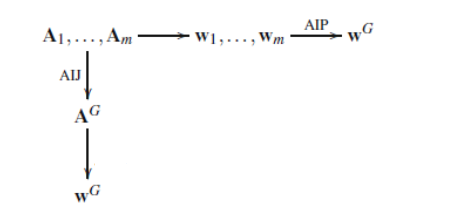 A₁, . . . , Aₘ w₁, . . . , wₘ AIP wᴳ
AIJ
Aᴳ
wᴳ